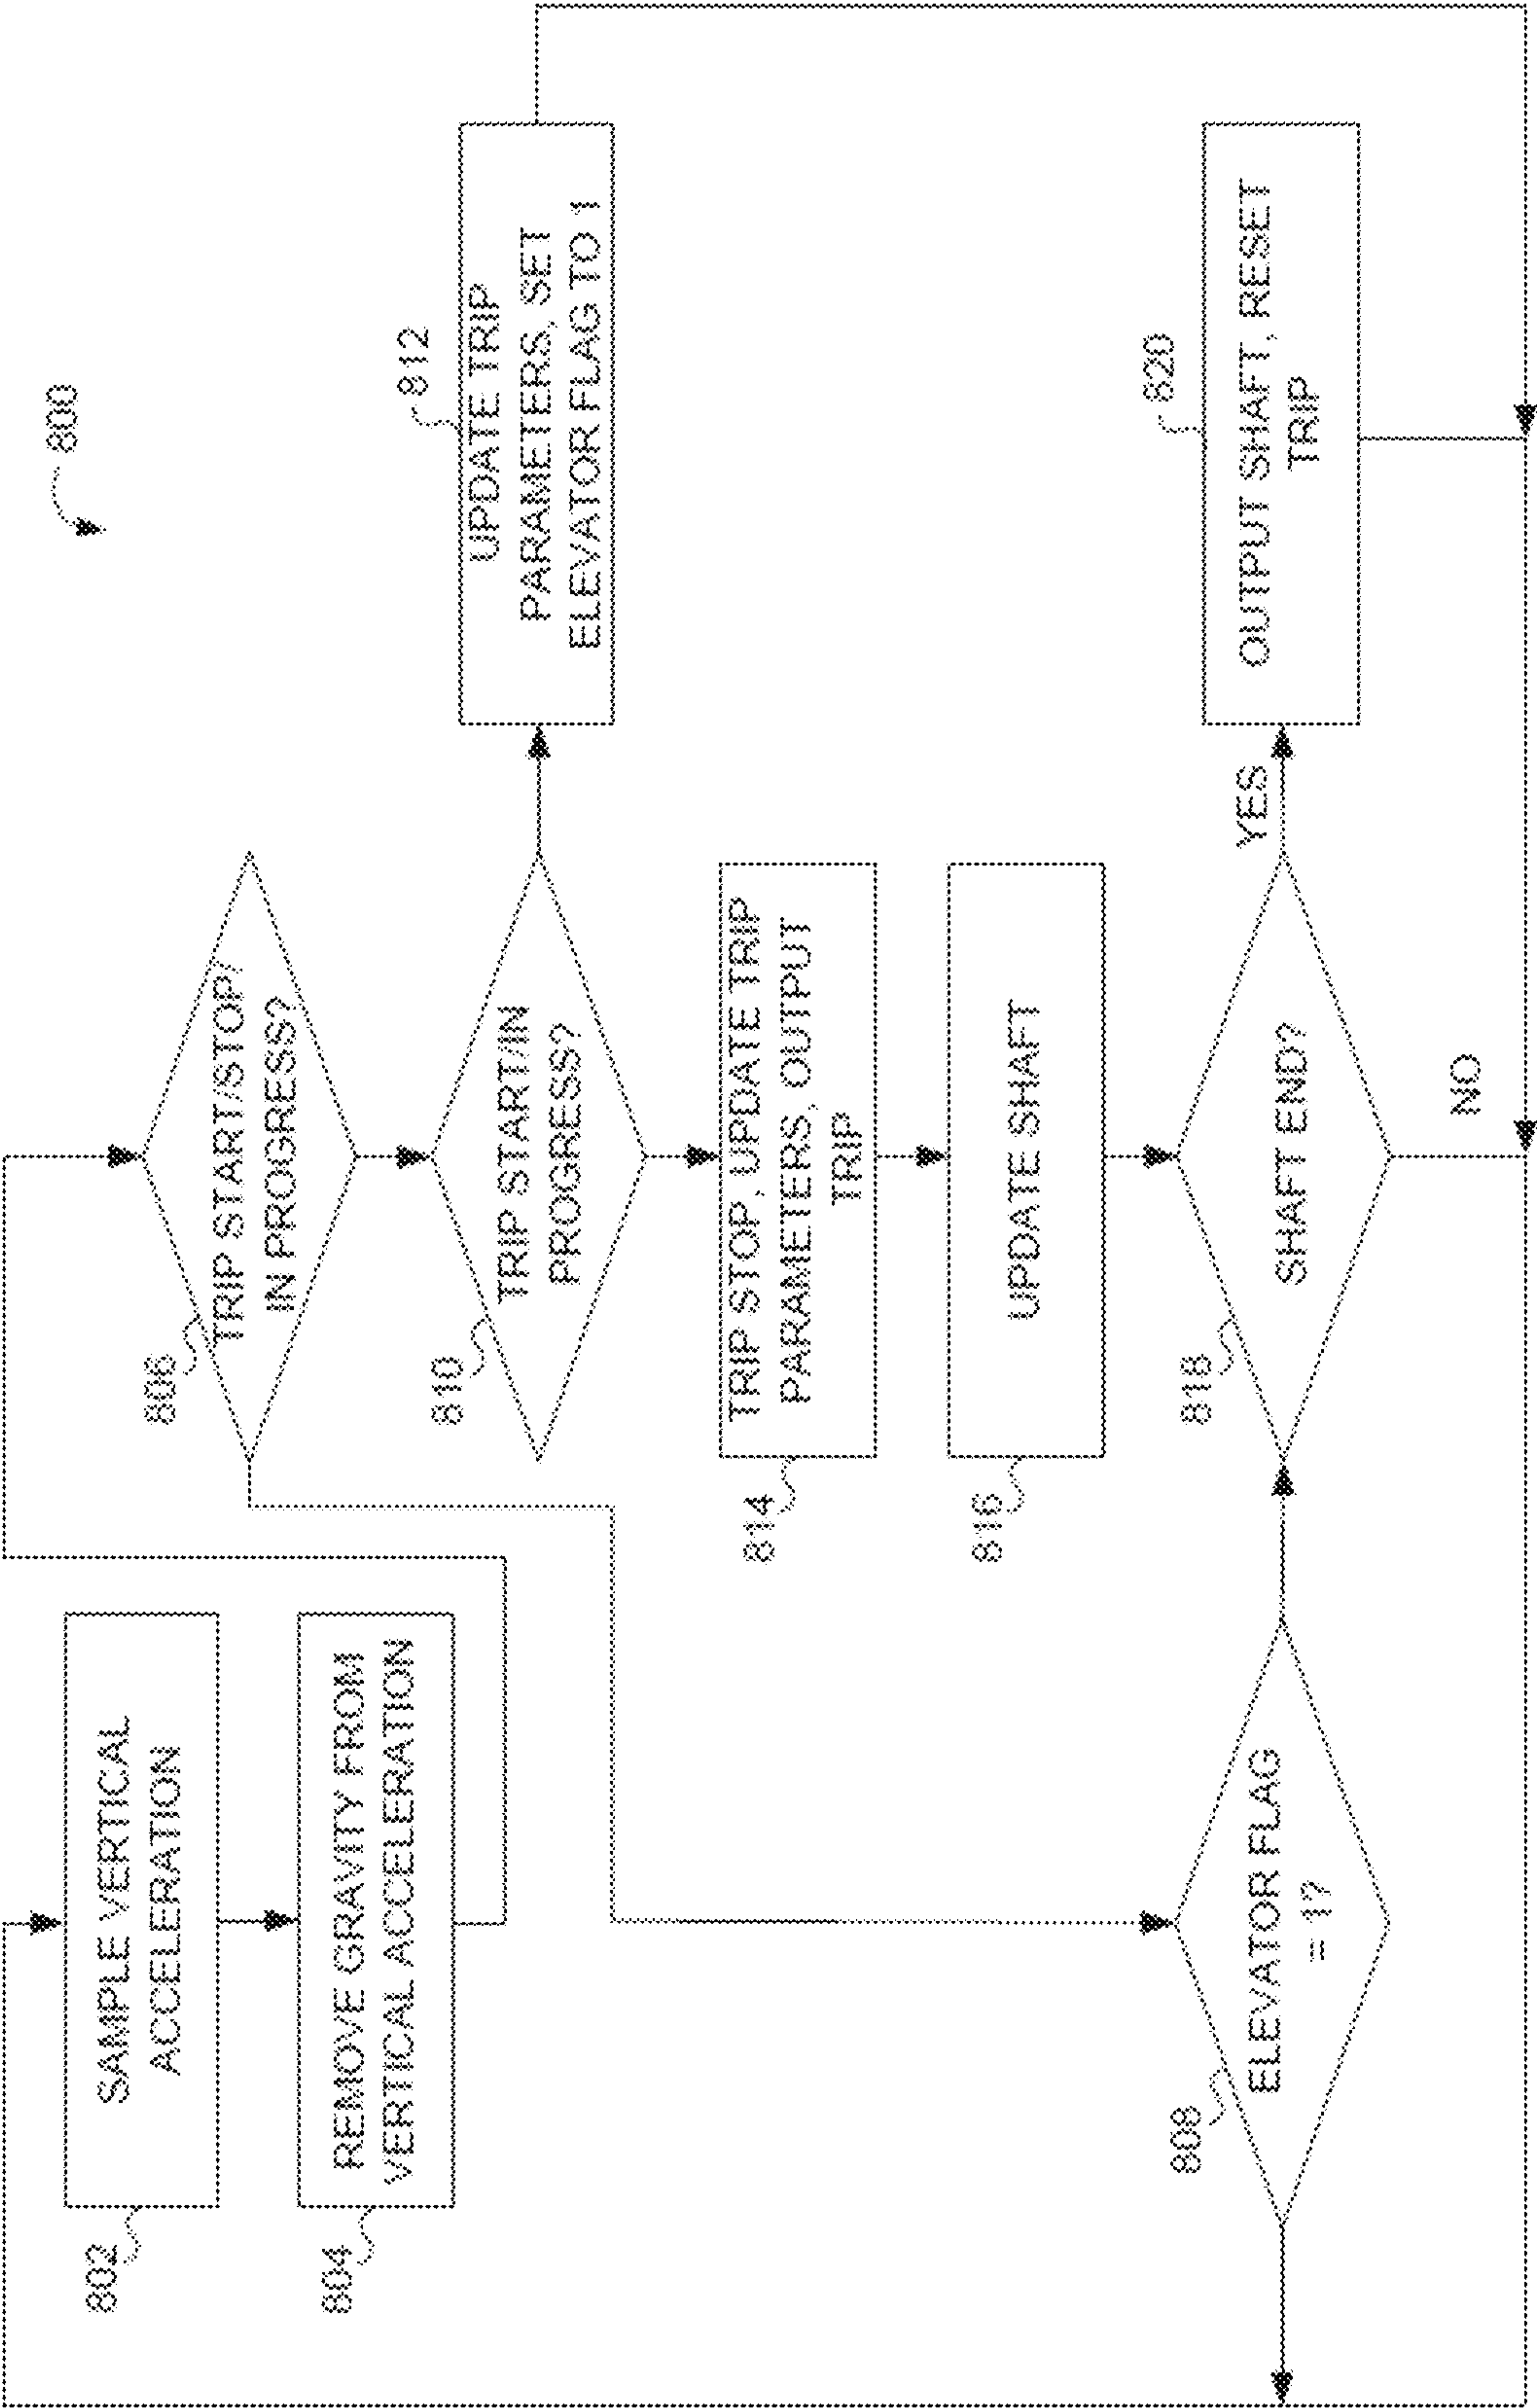 800
802
SAMPLE VERTICAL
ACCELERATION
804
REMOVE GRAVITY FROM
VERTICAL ACCELERATION
806
TRIP START/STOP/
IN PROGRESS?
810
TRIP START/IN
PROGRESS?
812
UPDATE TRIP
PARAMETERS, SET
ELEVATOR FLAG TO 1
814
TRIP STOP, UPDATE TRIP
PARAMETERS, OUTPUT
TRIP
816
UPDATE SHAFT
808
ELEVATOR FLAG
= 1?
818
SHAFT END?
YES
NO
820
OUTPUT SHAFT, RESET
TRIP